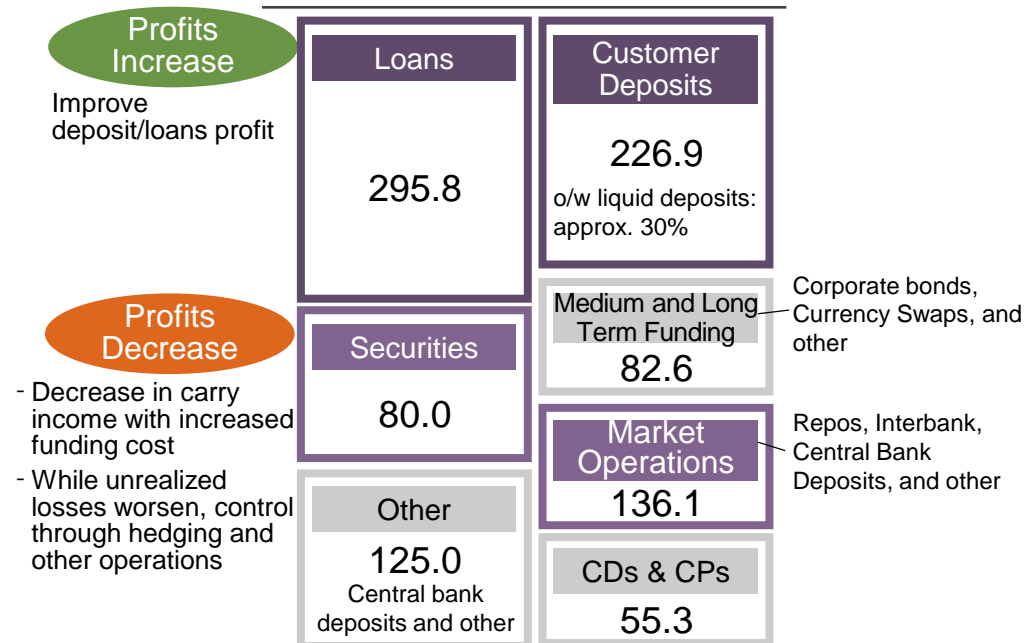 Profits
Increase
Improve
deposit/loans profit
Loans
295.8
Customer
Deposits
226.9
o/w liquid deposits:
approx. 30%
Profits
Decrease
- Decrease in carry
income with increased
funding cost
- While unrealized
losses worsen, control
through hedging and
other operations
Securities
80.0
Medium and Long
Term Funding
82.6
Corporate bonds,
Currency Swaps, and
other
Market
Operations
136.1
Repos, Interbank,
Central Bank
Deposits, and other
Other
125.0
Central bank
deposits and other
CDs & CPs
55.3